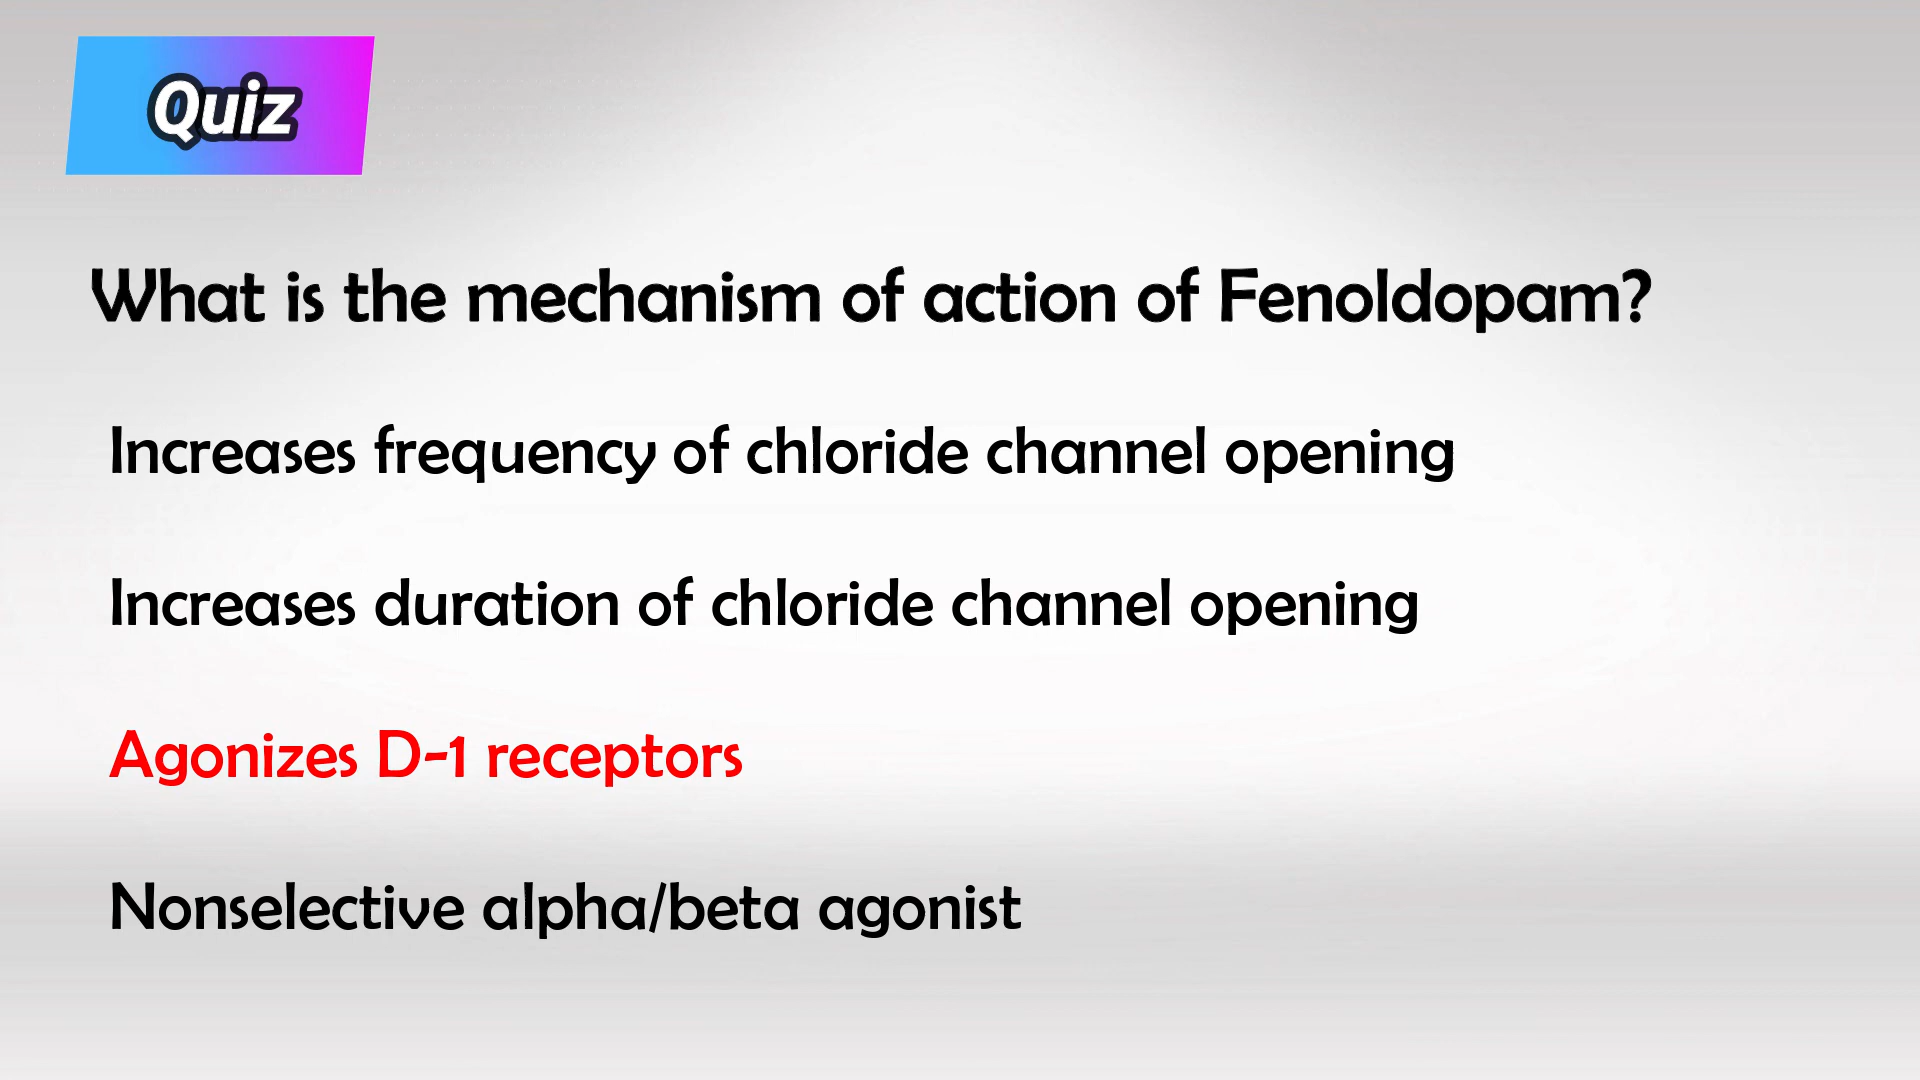 Quiz
What is the mechanism of action of Fenoldopam?
Increases frequency of chloride channel opening
Increases duration of chloride channel opening
Agonizes D-1 receptors
Nonselective alpha/beta agonist